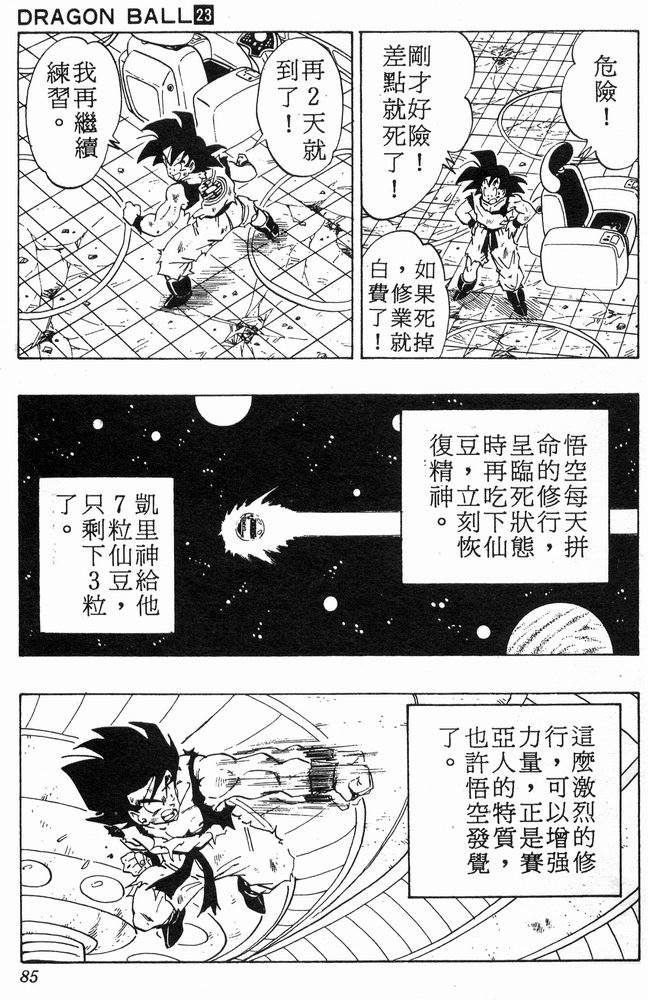 DRAGON BALL 23
危險！
剛才好險！
差點就死了！
如果死掉
，修業就
白費了！
再2天就
到了！
我再繼續
練習。
悟空每天拼
命的修行，
呈臨死狀態
時再吃下仙
豆，立刻恢
復精神。
凱里神給他
7粒仙豆，
只剩下3粒
了。
這麼激烈的修
行，可以增强
力量，正是賽
亞人的特質，
也許悟空發覺
了。
85